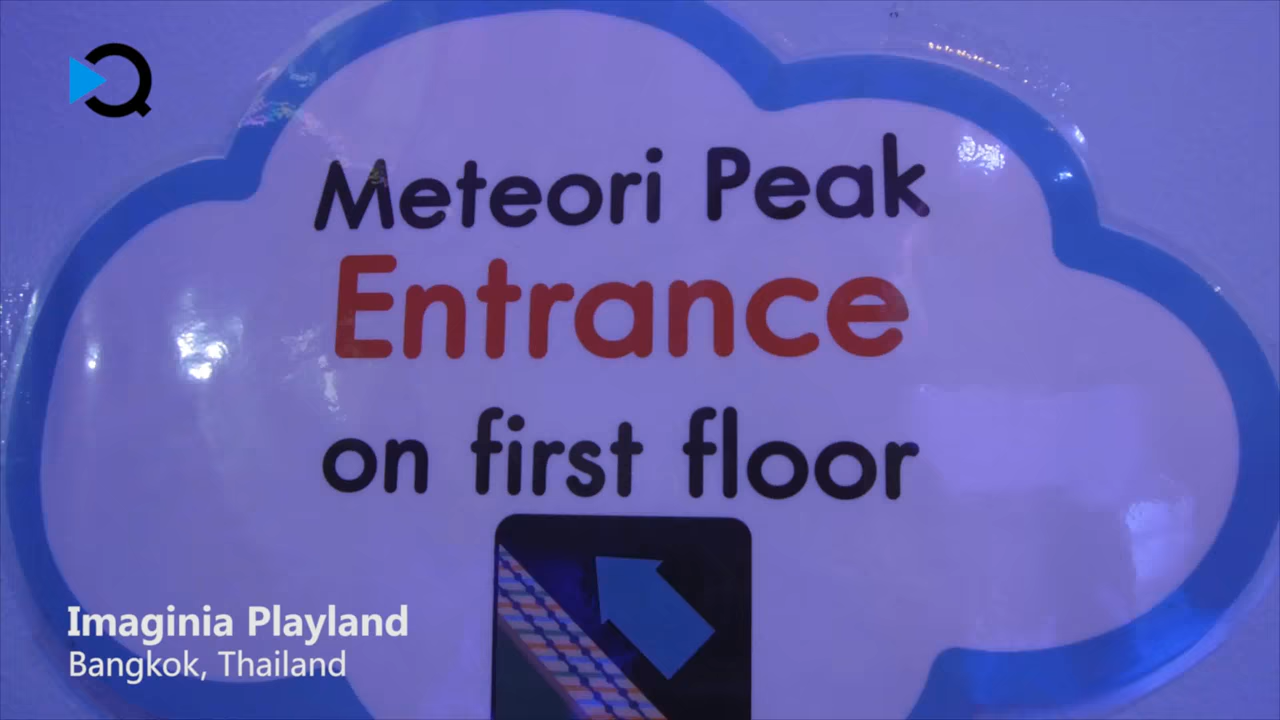 Meteori Peak
Entrance
on first floor
Imaginia Playland
Bangkok, Thailand